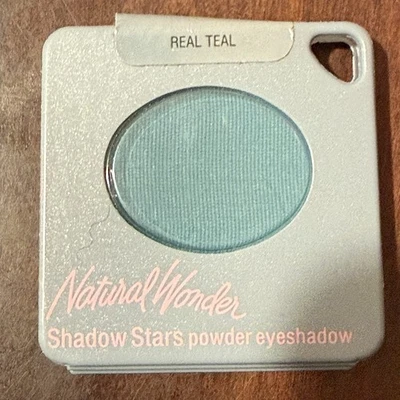 REAL TEAL
Natural Wonder
Shadow Stars powder eyeshadow